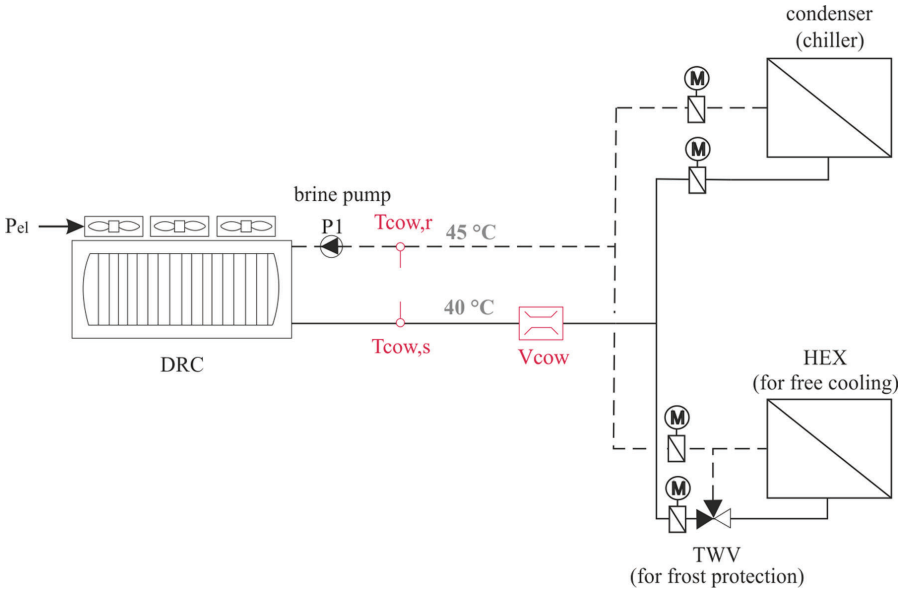 condenser
(chiller)
M
M
brine pump
Pel
P1
Tcow,r
45 °C
40 °C
DRC
Tcow,s
Vcow
HEX
(for free cooling)
M
M
TWV
(for frost protection)